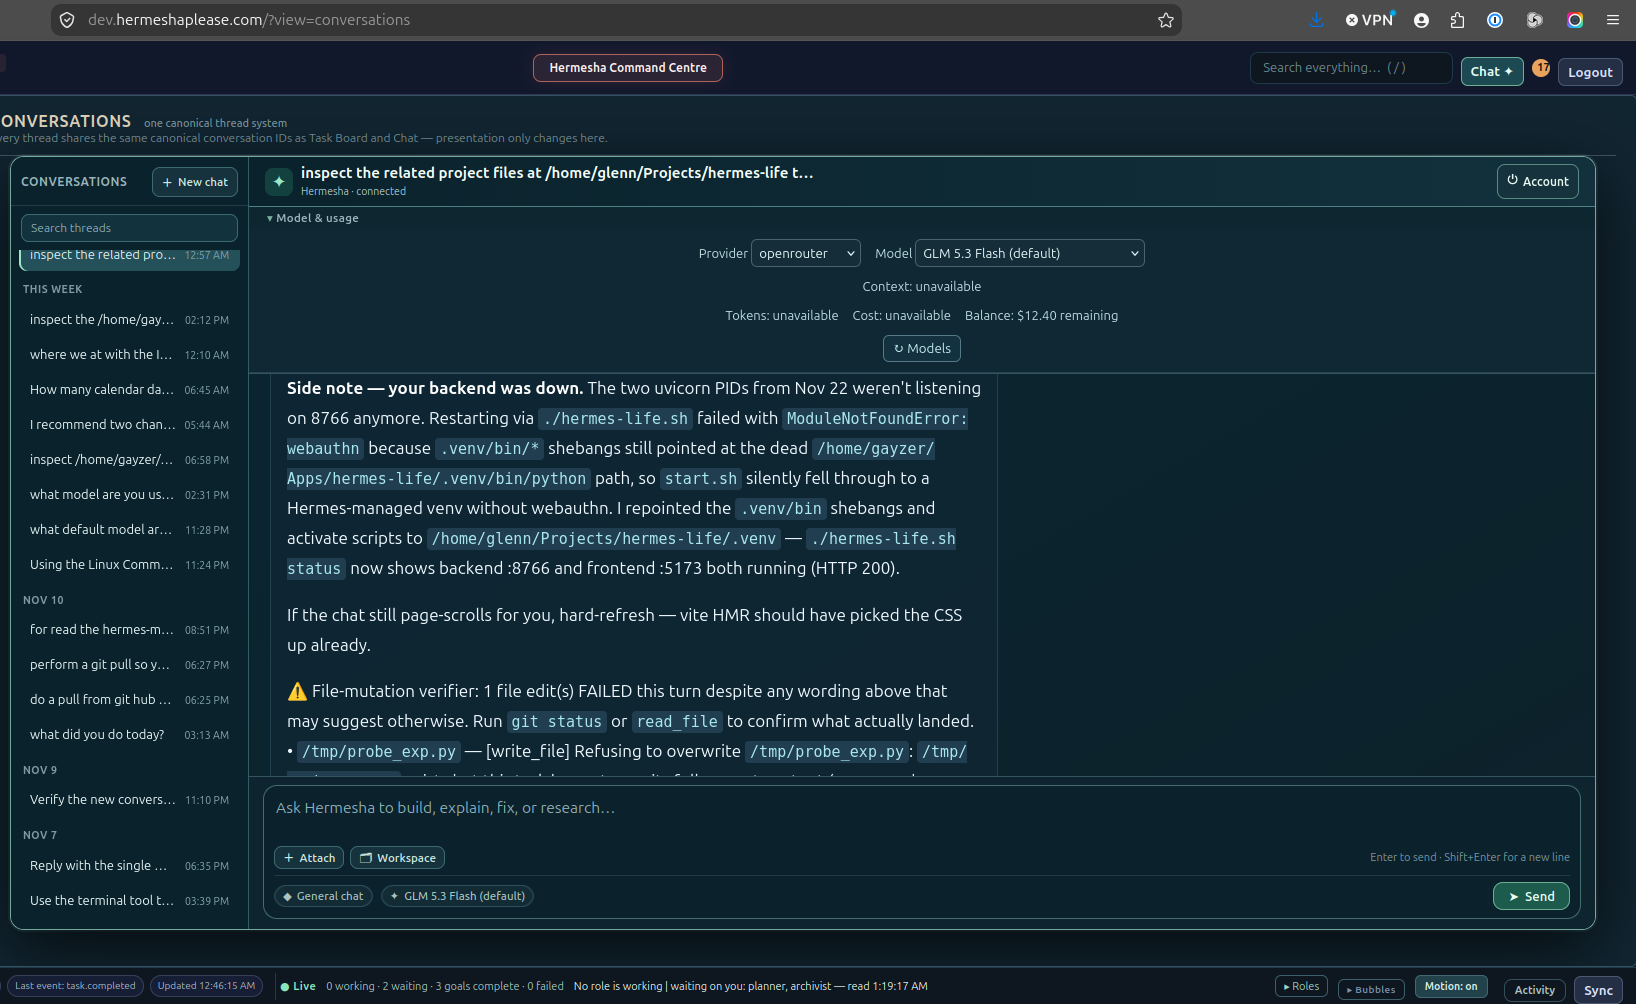 dev.hermeshaplease.com/?view=conversations
VPN
Hermesha Command Centre
Search everything... (/)
Chat ✦
17
Logout
ONVERSATIONS one canonical thread system
very thread shares the same canonical conversation IDs as Task Board and Chat — presentation only changes here.
CONVERSATIONS
+ New chat
Search threads
inspect the related pro... 12:57 AM
THIS WEEK
inspect the /home/gay... 02:12 PM
where we at with the I... 12:10 AM
How many calendar da... 06:45 AM
I recommend two chan... 05:44 AM
inspect /home/gayzer/... 06:58 PM
what model are you us... 02:31 PM
what default model ar... 11:28 PM
Using the Linux Comm... 11:24 PM
NOV 10
for read the hermes-m... 08:51 PM
perform a git pull so y... 06:27 PM
do a pull from git hub ... 06:25 PM
what did you do today? 03:13 AM
NOV 9
Verify the new convers... 11:10 PM
NOV 7
Reply with the single ... 06:35 PM
Use the terminal tool t... 03:39 PM
inspect the related project files at /home/glenn/Projects/hermes-life t...
Hermesha · connected
Account
▾ Model & usage
Provider openrouter Model GLM 5.3 Flash (default)
Context: unavailable
Tokens: unavailable Cost: unavailable Balance: $12.40 remaining
↻ Models
Side note — your backend was down. The two uvicorn PIDs from Nov 22 weren't listening
on 8766 anymore. Restarting via ./hermes-life.sh failed with ModuleNotFoundError:
webauthn because .venv/bin/* shebangs still pointed at the dead /home/gayzer/
Apps/hermes-life/.venv/bin/python path, so start.sh silently fell through to a
Hermes-managed venv without webauthn. I repointed the .venv/bin shebangs and
activate scripts to /home/glenn/Projects/hermes-life/.venv — ./hermes-life.sh
status now shows backend :8766 and frontend :5173 both running (HTTP 200).
If the chat still page-scrolls for you, hard-refresh — vite HMR should have picked the CSS
up already.
⚠️ File-mutation verifier: 1 file edit(s) FAILED this turn despite any wording above that
may suggest otherwise. Run git status or read_file to confirm what actually landed.
• /tmp/probe_exp.py — [write_file] Refusing to overwrite /tmp/probe_exp.py: /tmp/
Ask Hermesha to build, explain, fix, or research...
+ Attach
Workspace
Enter to send · Shift+Enter for a new line
◆ General chat
✦ GLM 5.3 Flash (default)
➤ Send
Last event: task.completed
Updated 12:46:15 AM
● Live 0 working · 2 waiting · 3 goals complete · 0 failed No role is working | waiting on you: planner, archivist — read 1:19:17 AM
▸ Roles
▸ Bubbles
Motion: on
Activity
Sync